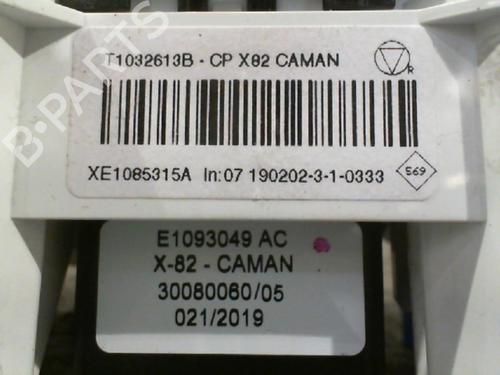 T1032613B - CP X82 CAMAN
R
XE1085315A In:07 190202-3-1-0333
569
E1093049 AC
X-82 - CAMAN
30080060/05
021/2019
B-PARTS